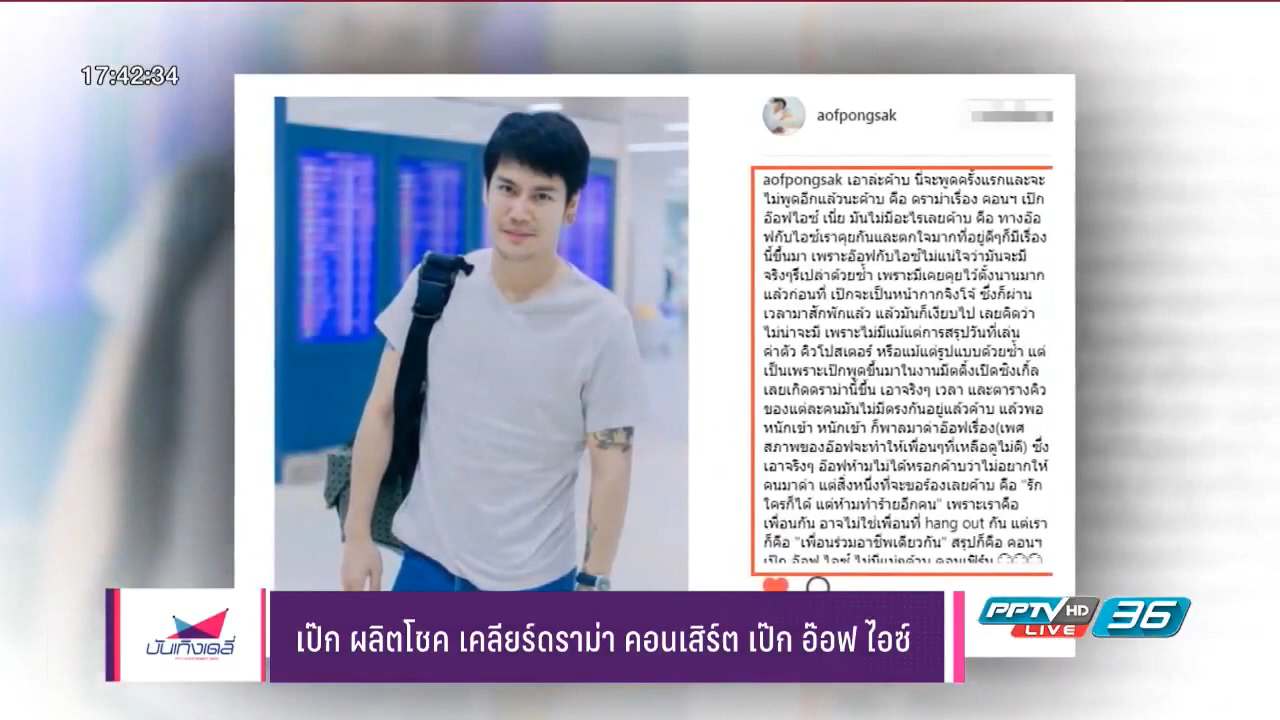 17:42:34
aofpongsak
aofpongsak เอาล่ะค้าบ นี่จะพูดครั้งแรกและจะ
ไม่พูดอีกแล้วนะค้าบ คือ ดราม่าเรื่อง คอนฯ เป๊ก
อ๊อฟไอซ์ เนี่ย มันไม่มีอะไรเลยค้าบ คือ ทางอ๊อ
ฟกับไอซ์เราคุยกันและตกใจมากที่อยู่ดีๆก็มีเรื่อง
นี้ขึ้นมา เพราะอ๊อฟกับไอซ์ไม่แน่ใจว่ามันจะมี
จริงๆรึเปล่าด้วยซ้ำ เพราะมีเคยคุยไว้ตั้งนานมาก
แล้วก่อนที่ เป๊กจะเป็นหน้ากากจิงโจ้ ซึ่งก็ผ่าน
เวลามาสักพักแล้ว แล้วมันก็เงียบไป เลยคิดว่า
ไม่น่าจะมี เพราะไม่มีแม้แต่การสรุปวันที่เล่น
ค่าตัว คิวโปสเตอร์ หรือแม้แต่รูปแบบด้วยซ้ำ แต่
เป็นเพราะเป๊กพูดขึ้นมาในงานมีตติ้งเปิดซิงเกิ้ล
เลยเกิดดราม่านี้ขึ้น เอาจริงๆ เวลา และตารางคิว
ของแต่ละคนมันไม่มีตรงกันอยู่แล้วค้าบ แล้วพอ
หนักเข้า หนักเข้า ก็พาลมาด่าอ๊อฟเรื่อง(เพศ
สภาพของอ๊อฟจะทำให้เพื่อนๆที่เหลือดูไม่ดี) ซึ่ง
เอาจริงๆ อ๊อฟห้ามไม่ได้หรอกค้าบว่าไม่อยากให้
คนมาด่า แต่สิ่งหนึ่งที่จะขอร้องเลยค้าบ คือ "รัก
ใครก็ได้ แต่ห้ามทำร้ายอีกคน" เพราะเราคือ
เพื่อนกัน อาจไม่ใช่เพื่อนที่ hang out กัน แต่เรา
ก็คือ "เพื่อนร่วมอาชีพเดียวกัน" สรุปก็คือ คอนฯ
เป๊ก อ๊อฟ ไอซ์ ไม่มีแน่ค้าบ คอนเฟิร์ม
บันเทิงเดลี่
เป๊ก ผลิตโชค เคลียร์ดราม่า คอนเสิร์ต เป๊ก อ๊อฟ ไอซ์
PPTV HD 36
LIVE